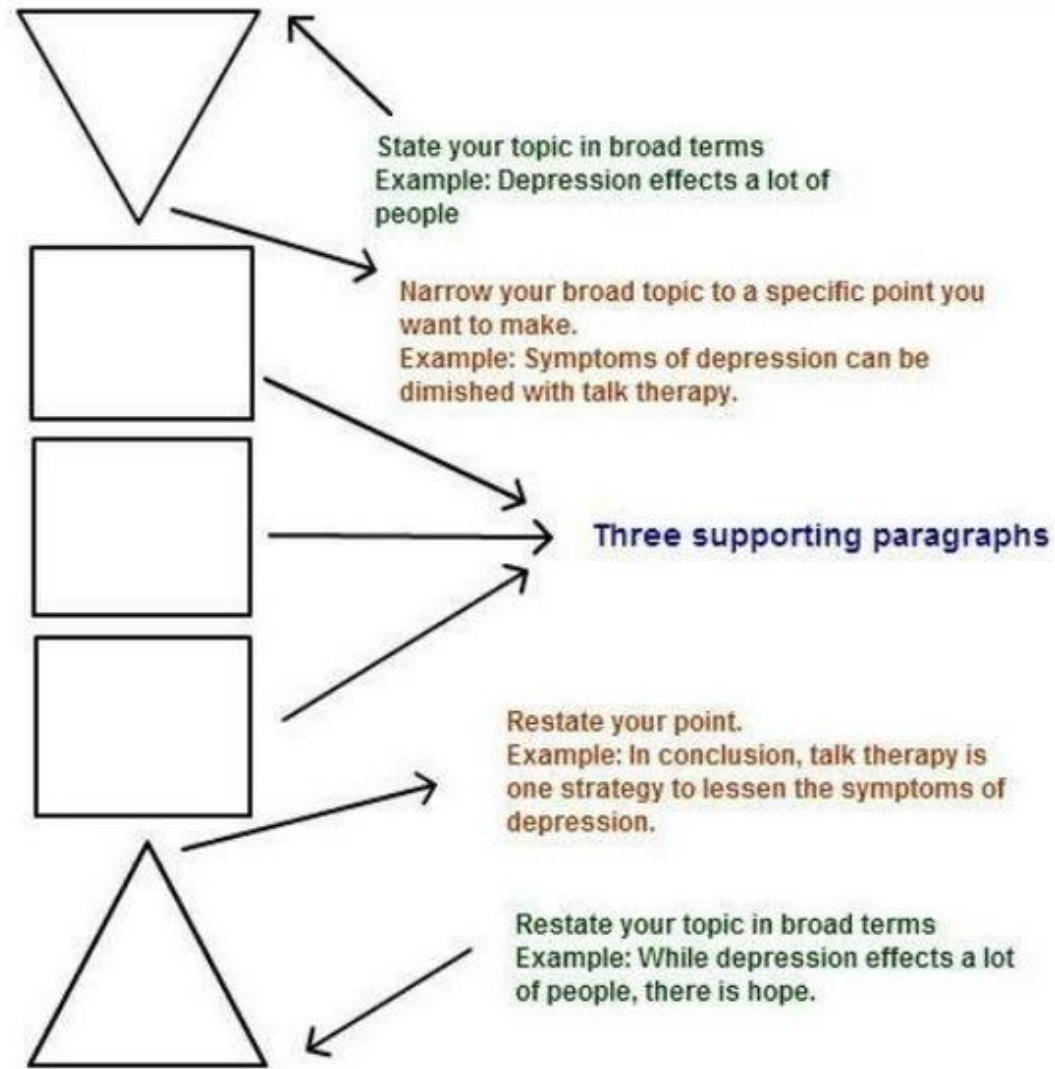 State your topic in broad terms
Example: Depression effects a lot of
people
Narrow your broad topic to a specific point you
want to make.
Example: Symptoms of depression can be
dimished with talk therapy.
Three supporting paragraphs
Restate your point.
Example: In conclusion, talk therapy is
one strategy to lessen the symptoms of
depression.
Restate your topic in broad terms
Example: While depression effects a lot
of people, there is hope.